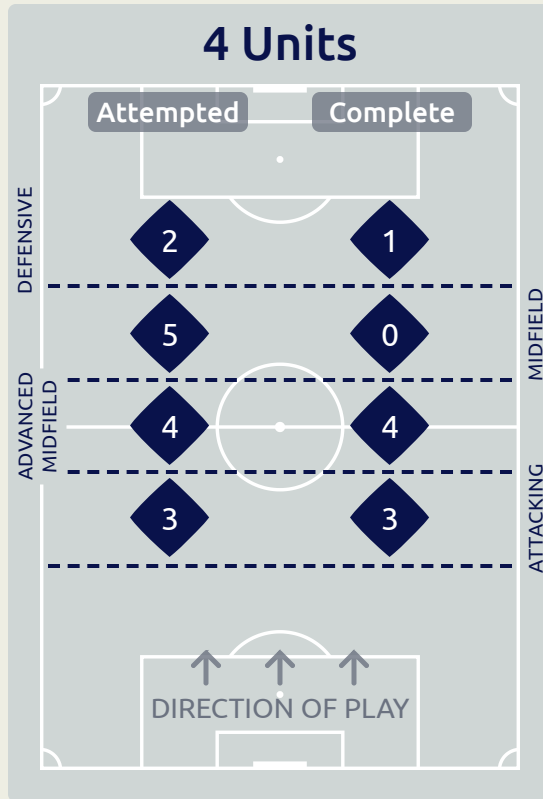 4 Units
Attempted
Complete
DEFENSIVE
2
1
MIDFIELD
5
0
ADVANCED
MIDFIELD
4
4
ATTACKING
3
3
DIRECTION OF PLAY